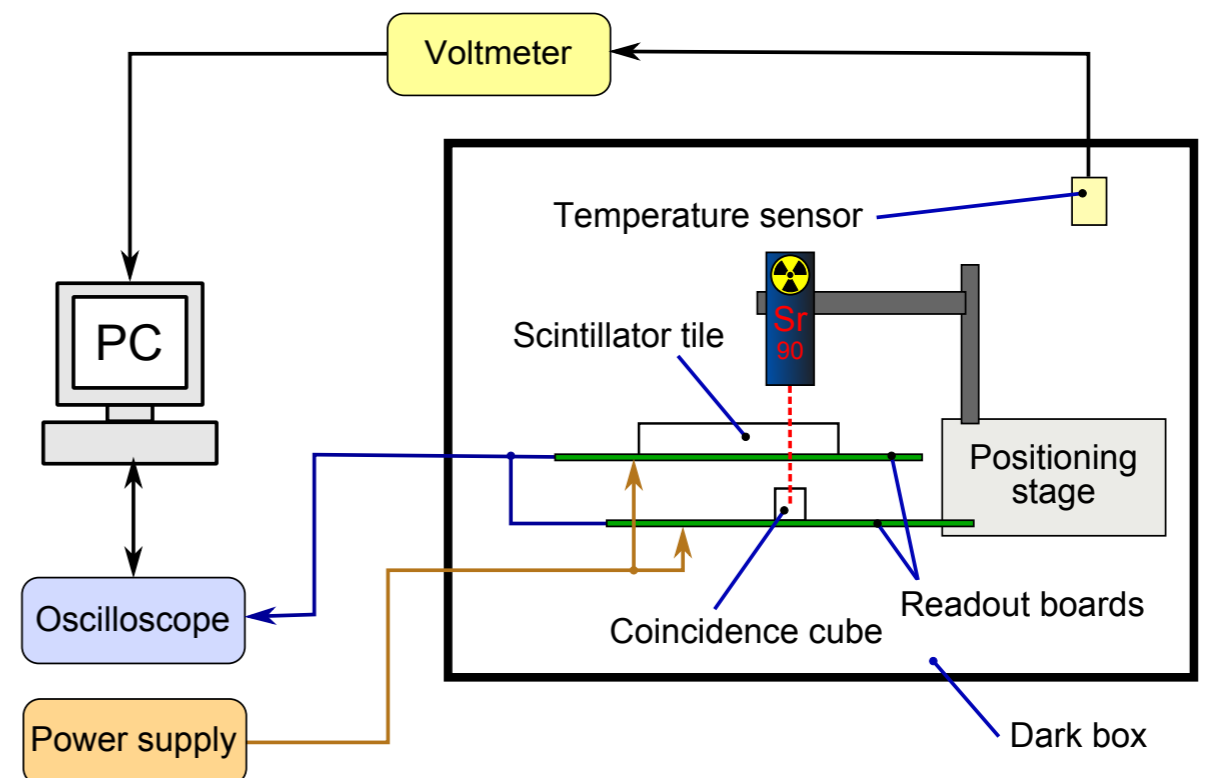 Voltmeter
Temperature sensor
PC
Sr
90
Scintillator tile
Positioning
stage
Oscilloscope
Readout boards
Coincidence cube
Power supply
Dark box